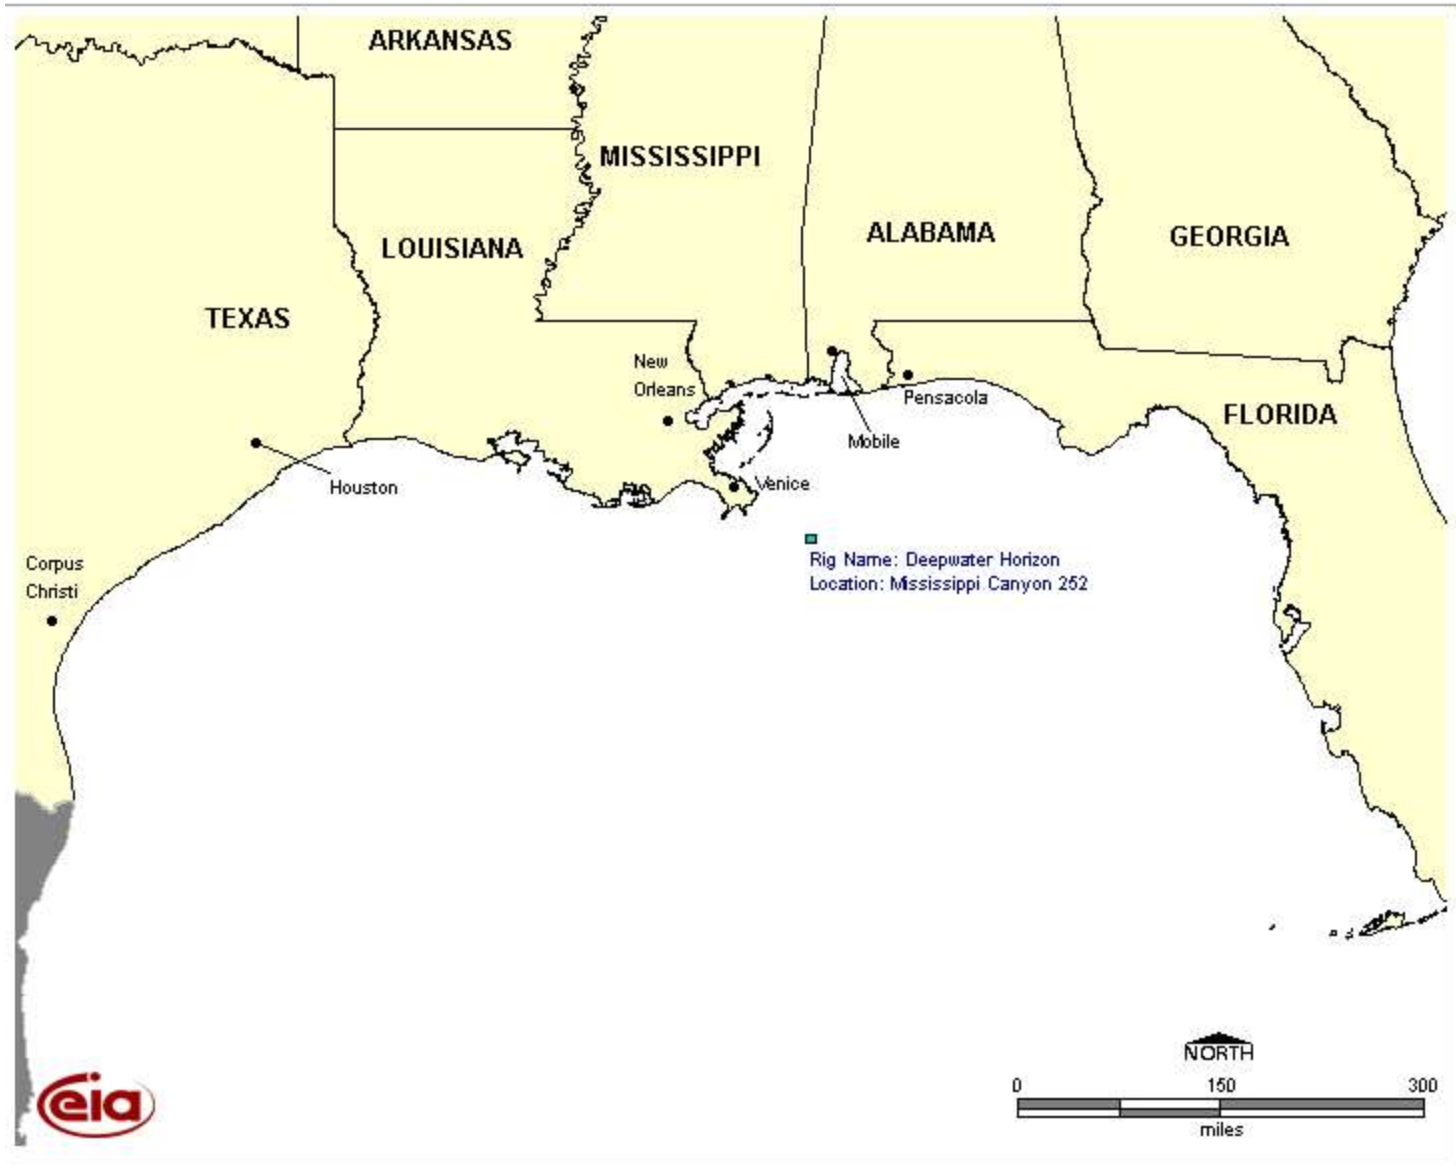 ARKANSAS
MISSISSIPPI
ALABAMA
GEORGIA
LOUISIANA
TEXAS
New
Orleans
Pensacola
FLORIDA
Mobile
Houston
Venice
Rig Name: Deepwater Horizon
Location: Mississippi Canyon 252
Corpus
Christi
NORTH
0 150 300
miles
eia